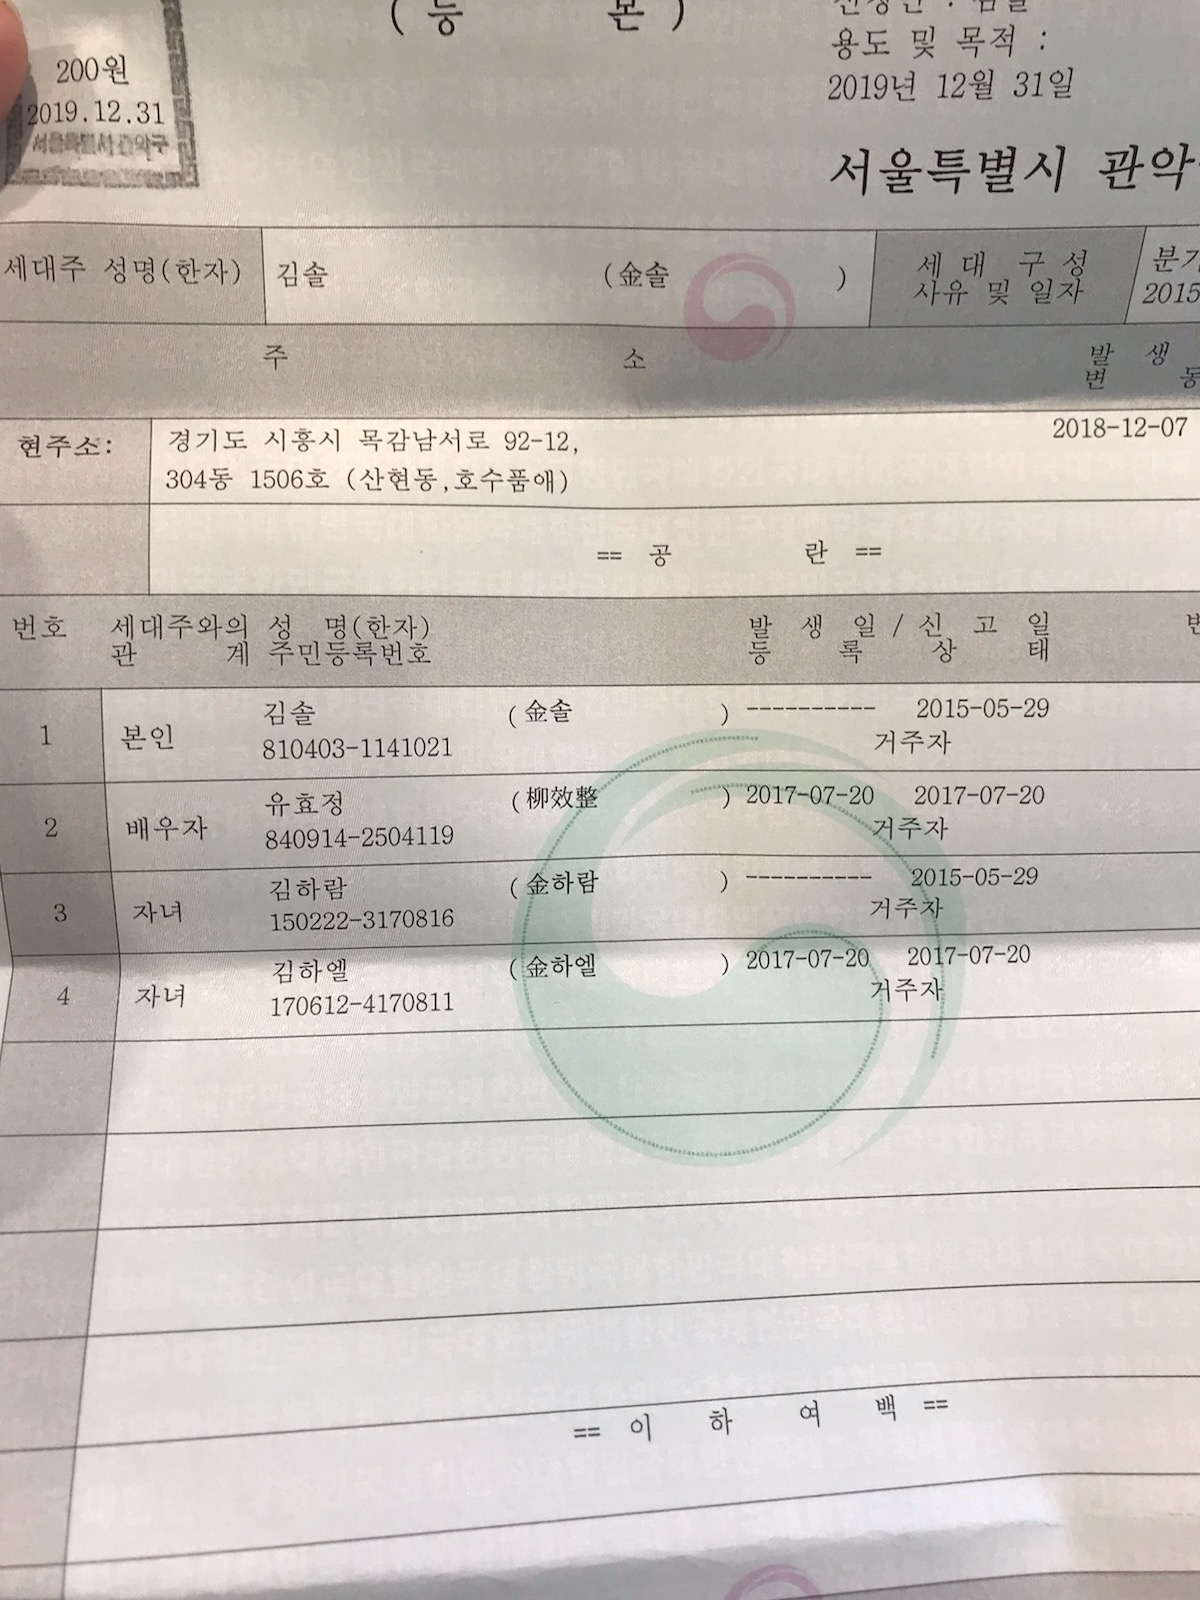 ( 등 본 )
신청인 : 김솔
용도 및 목적 :
2019년 12월 31일
200원
2019.12.31
서울특별시 관악구
서울특별시 관악
세대주 성명(한자) 김솔 (金솔 ) 세 대 구 성 분가
사유 및 일자 2015
주 소 발 생
변 동
현주소: 경기도 시흥시 목감남서로 92-12, 2018-12-07
304동 1506호 (산현동,호수품애)
== 공 란 ==
번호 세대주와의 성 명(한자) 발 생 일 / 신 고 일
관 계 주민등록번호 등 록 상 태
1 본인 김솔 (金솔 ) ---------- 2015-05-29
810403-1141021 거주자
2 배우자 유효정 (柳效整 ) 2017-07-20 2017-07-20
840914-2504119 거주자
3 자녀 김하람 (金하람 ) ---------- 2015-05-29
150222-3170816 거주자
4 자녀 김하엘 (金하엘 ) 2017-07-20 2017-07-20
170612-4170811 거주자
== 이 하 여 백 ==